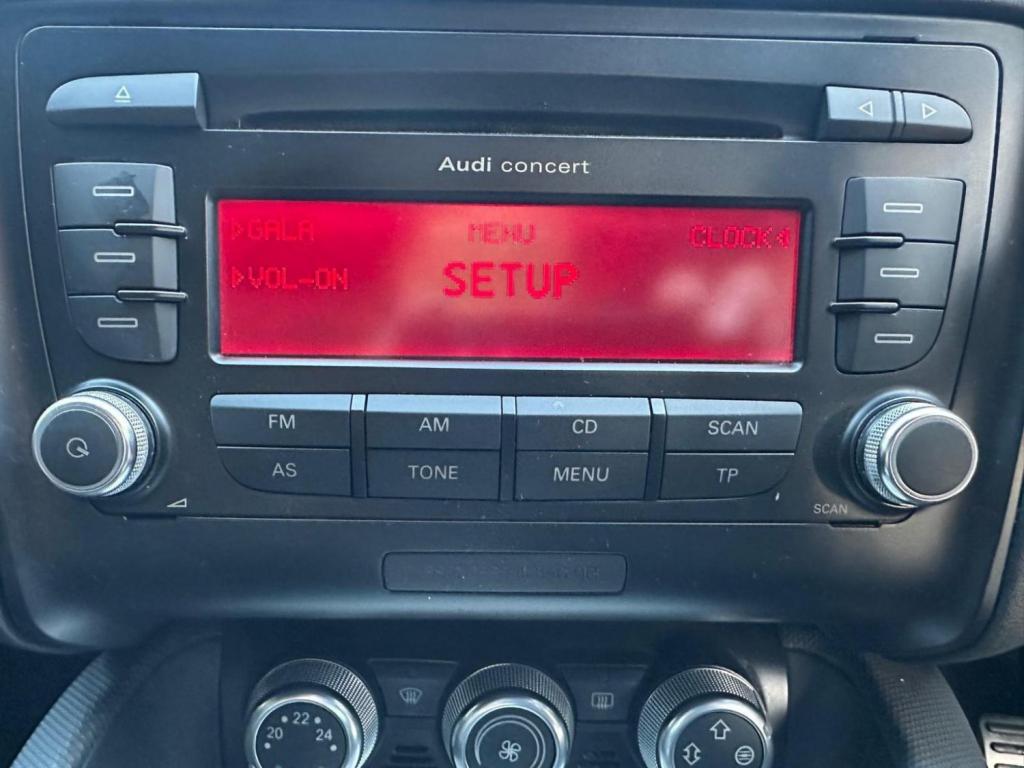 Audi concert
GALA MENU CLOCK
VOL-ON SETUP
FM AM CD SCAN
AS TONE MENU TP
SCAN
20 22 24